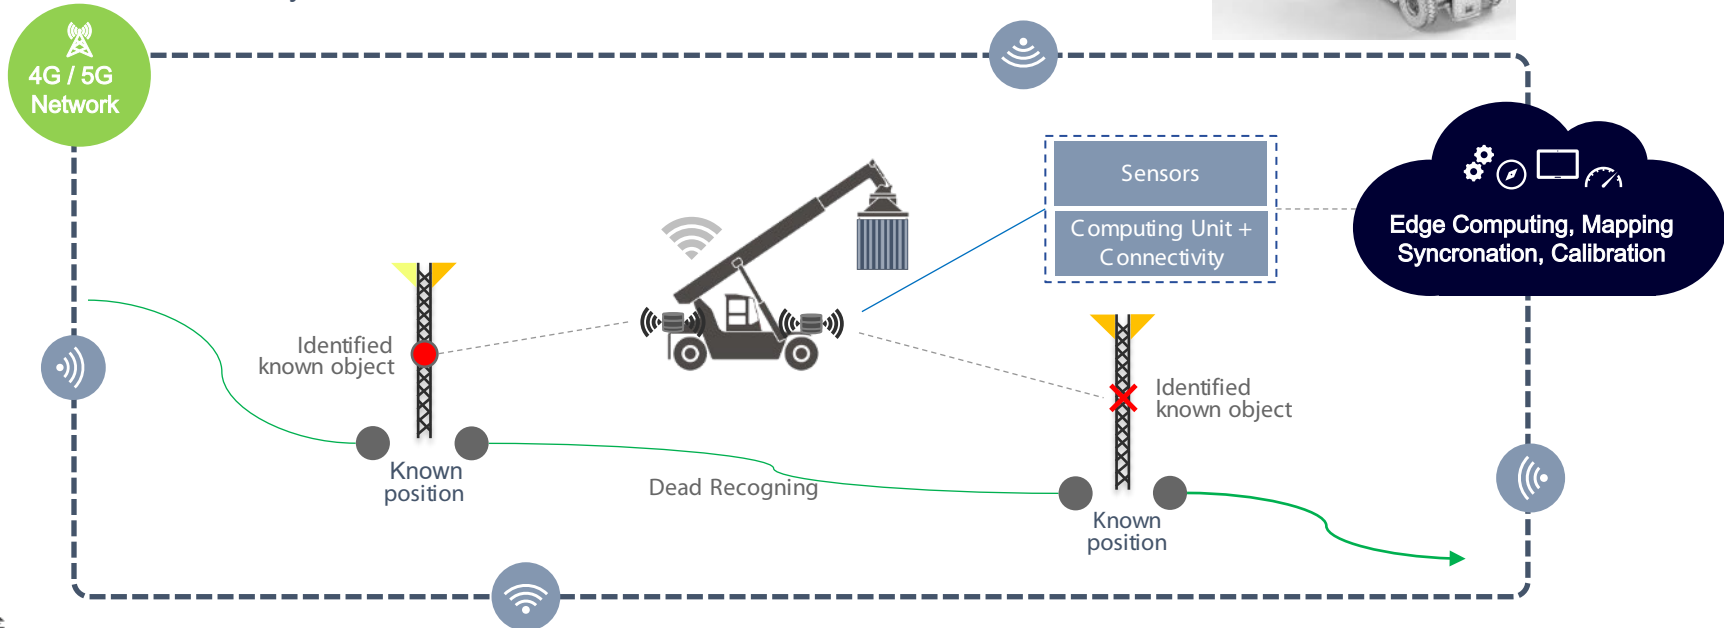 4G / 5G
Network
Sensors
Computing Unit +
Connectivity
Edge Computing, Mapping
Syncronation, Calibration
Identified
known object
Identified
known object
Known
position
Dead Recogning
Known
position